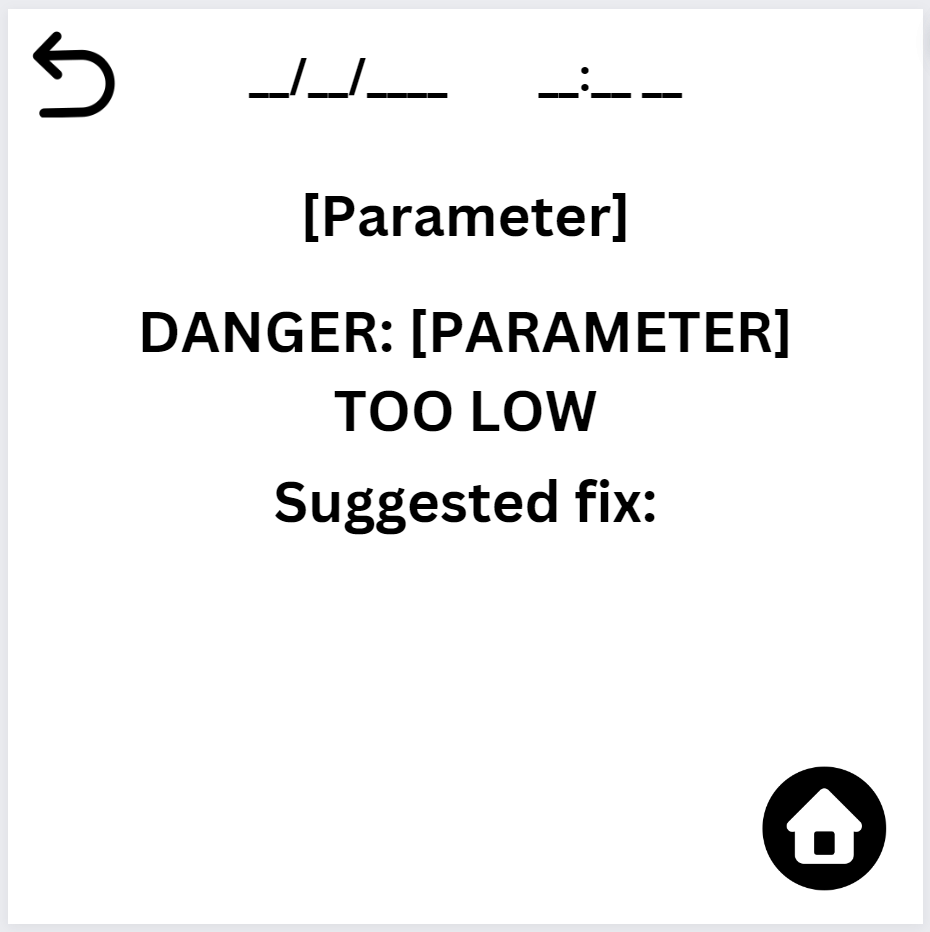 __/__/____ __:__ __
[Parameter]
DANGER: [PARAMETER]
TOO LOW
Suggested fix: